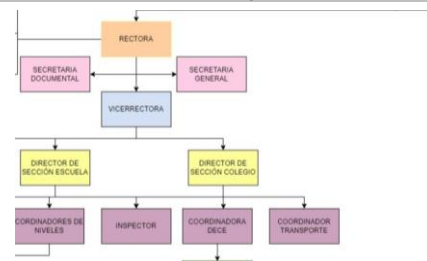 RECTORA
SECRETARIA
DOCUMENTAL
SECRETARIA
GENERAL
VICERRECTORA
DIRECTOR DE
SECCIÓN ESCUELA
DIRECTOR DE
SECCIÓN COLEGIO
COORDINADORES DE
NIVELES
INSPECTOR
COORDINADORA
DECE
COORDINADOR
TRANSPORTE